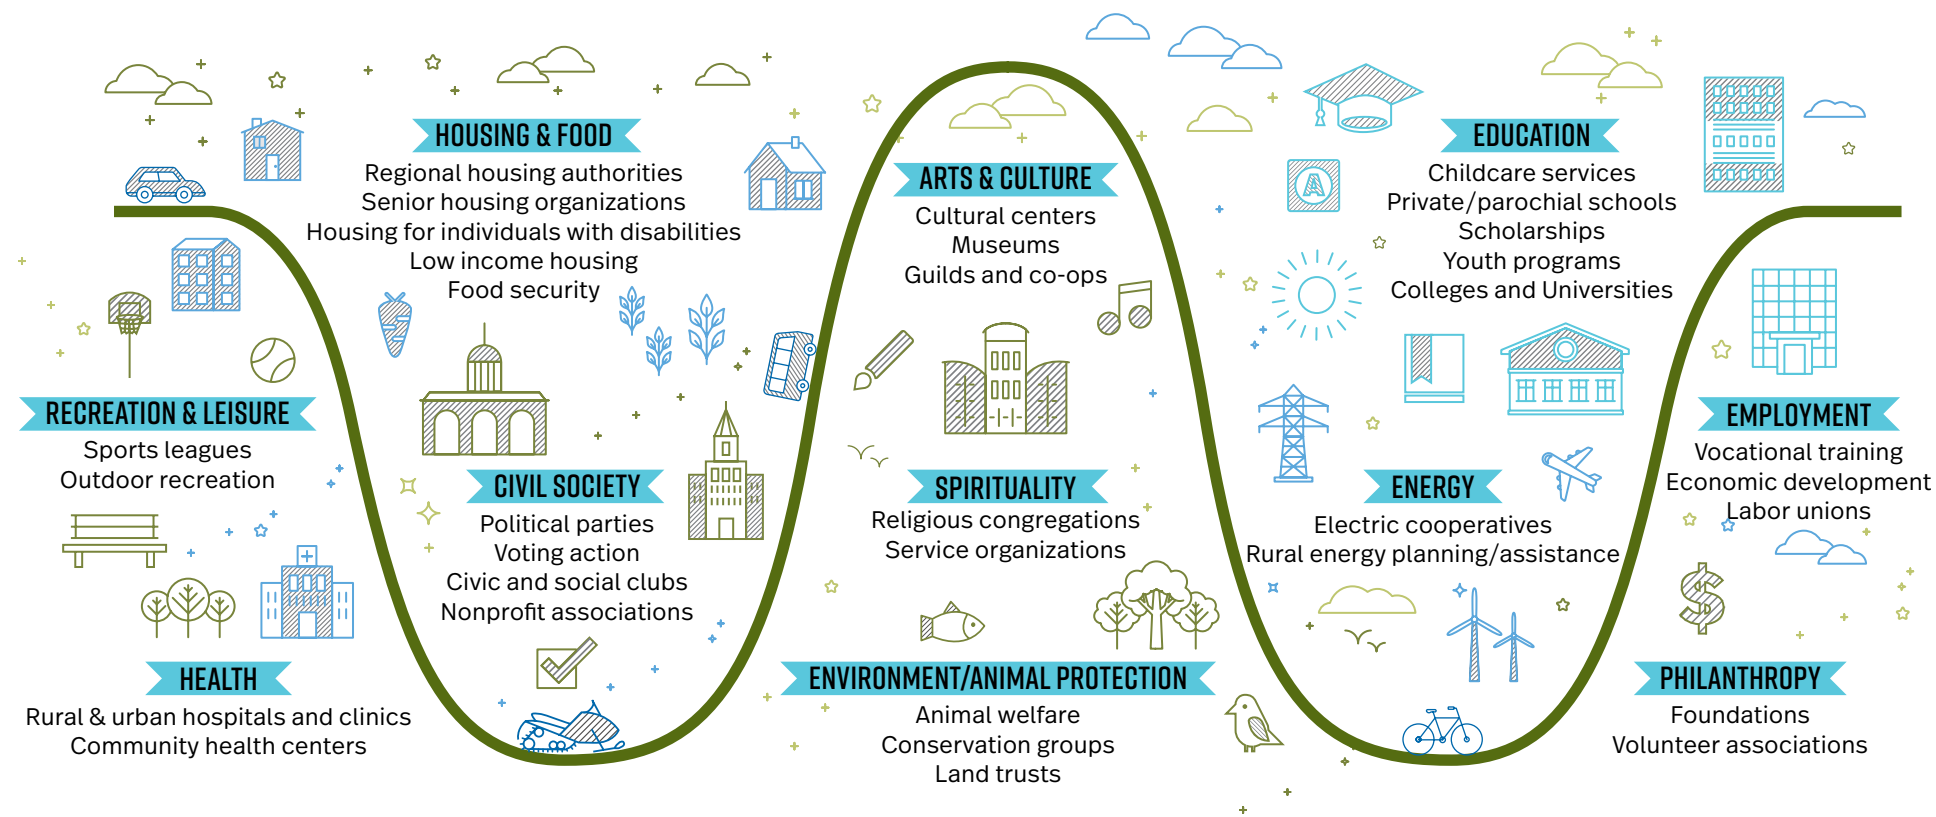 HOUSING & FOOD
Regional housing authorities
Senior housing organizations
Housing for individuals with disabilities
Low income housing
Food security
ARTS & CULTURE
Cultural centers
Museums
Guilds and co-ops
EDUCATION
Childcare services
Private/parochial schools
Scholarships
Youth programs
Colleges and Universities
A
RECREATION & LEISURE
Sports leagues
Outdoor recreation
CIVIL SOCIETY
Political parties
Voting action
Civic and social clubs
Nonprofit associations
SPIRITUALITY
Religious congregations
Service organizations
ENERGY
Electric cooperatives
Rural energy planning/assistance
EMPLOYMENT
Vocational training
Economic development
Labor unions
$
HEALTH
Rural & urban hospitals and clinics
Community health centers
ENVIRONMENT/ANIMAL PROTECTION
Animal welfare
Conservation groups
Land trusts
PHILANTHROPY
Foundations
Volunteer associations